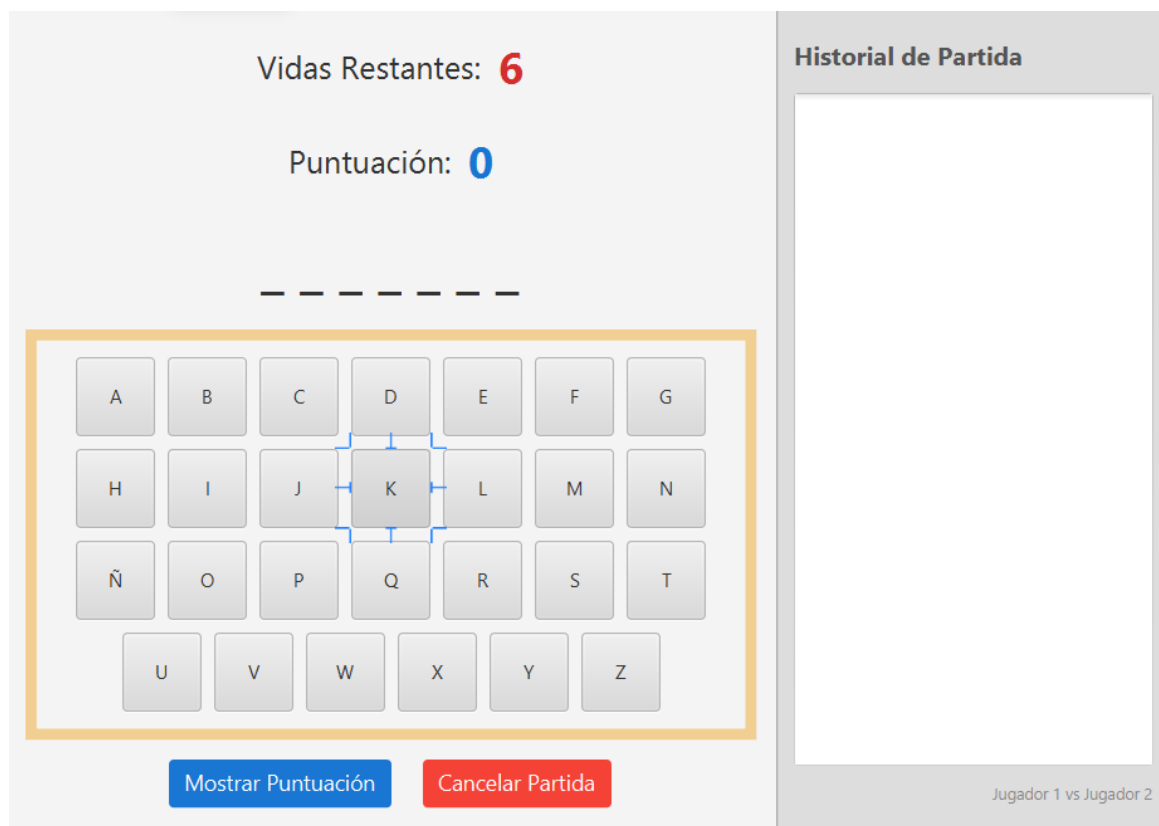 Vidas Restantes: 6
Puntuación: 0
_ _ _ _ _ _ _
A B C D E F G
H I J K L M N
Ñ O P Q R S T
U V W X Y Z
Mostrar Puntuación Cancelar Partida
Historial de Partida
Jugador 1 vs Jugador 2